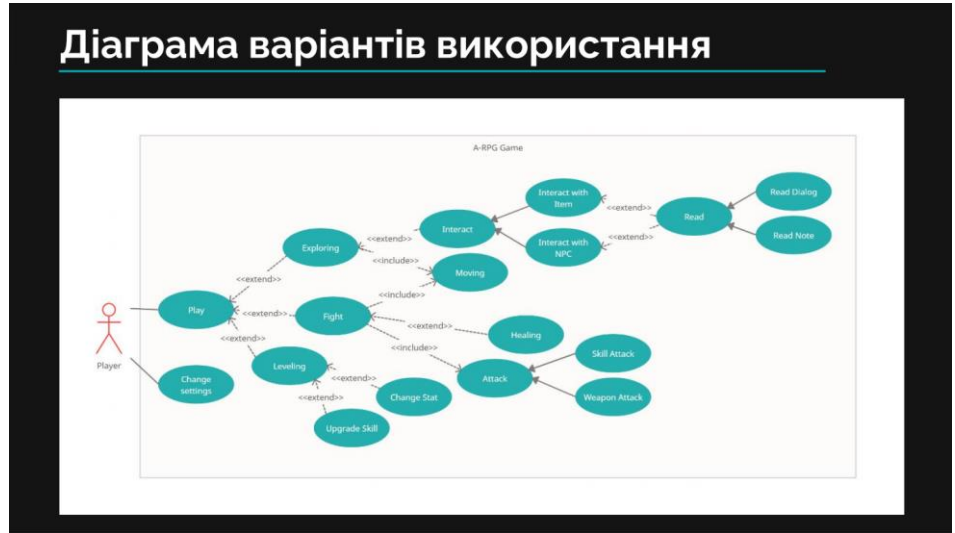 Діаграма варіантів використання
A-RPG Game
Interact with
Item
Read Dialog
<<extend>>
Read
Interact
Interact with
NPC
<<extend>>
Read Note
Exploring
<<extend>>
<<include>>
Moving
<<extend>>
<<include>>
Play
<<extend>>
Fight
<<extend>>
Healing
<<extend>>
<<include>>
Skill Attack
Player
Leveling
Attack
Change
settings
<<extend>>
Change Stat
Weapon Attack
<<extend>>
Upgrade Skill